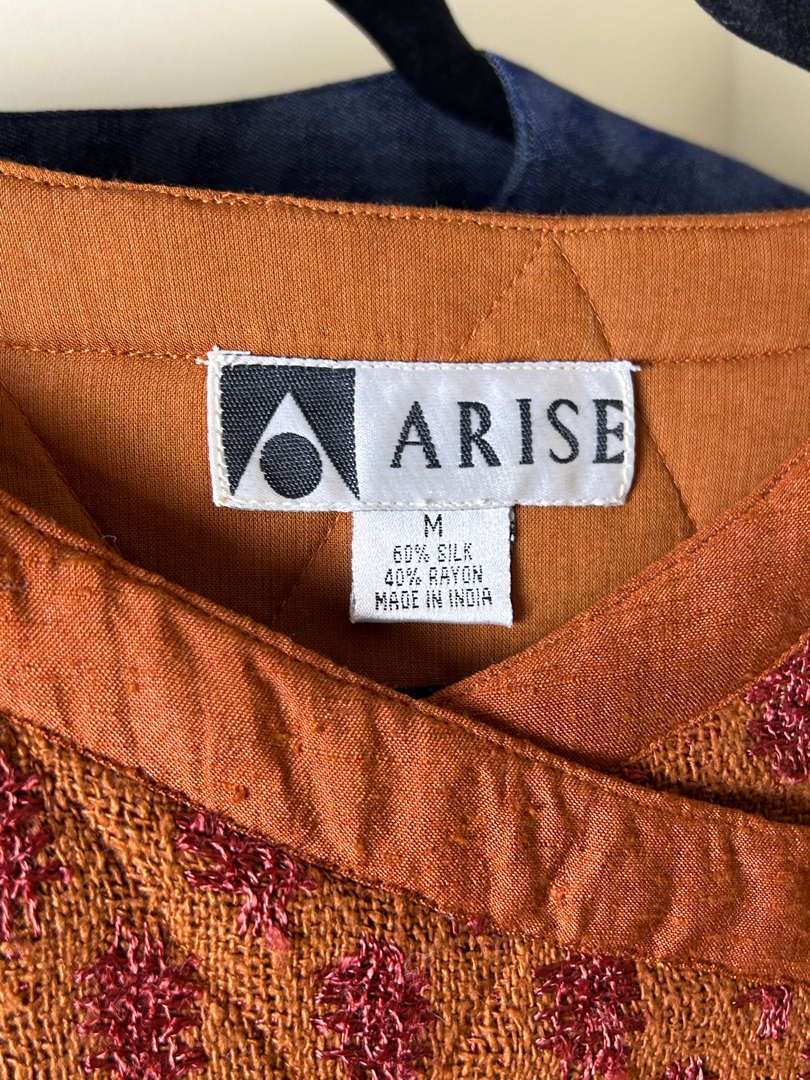 ARISE
M
60% SILK
40% RAYON
MADE IN INDIA